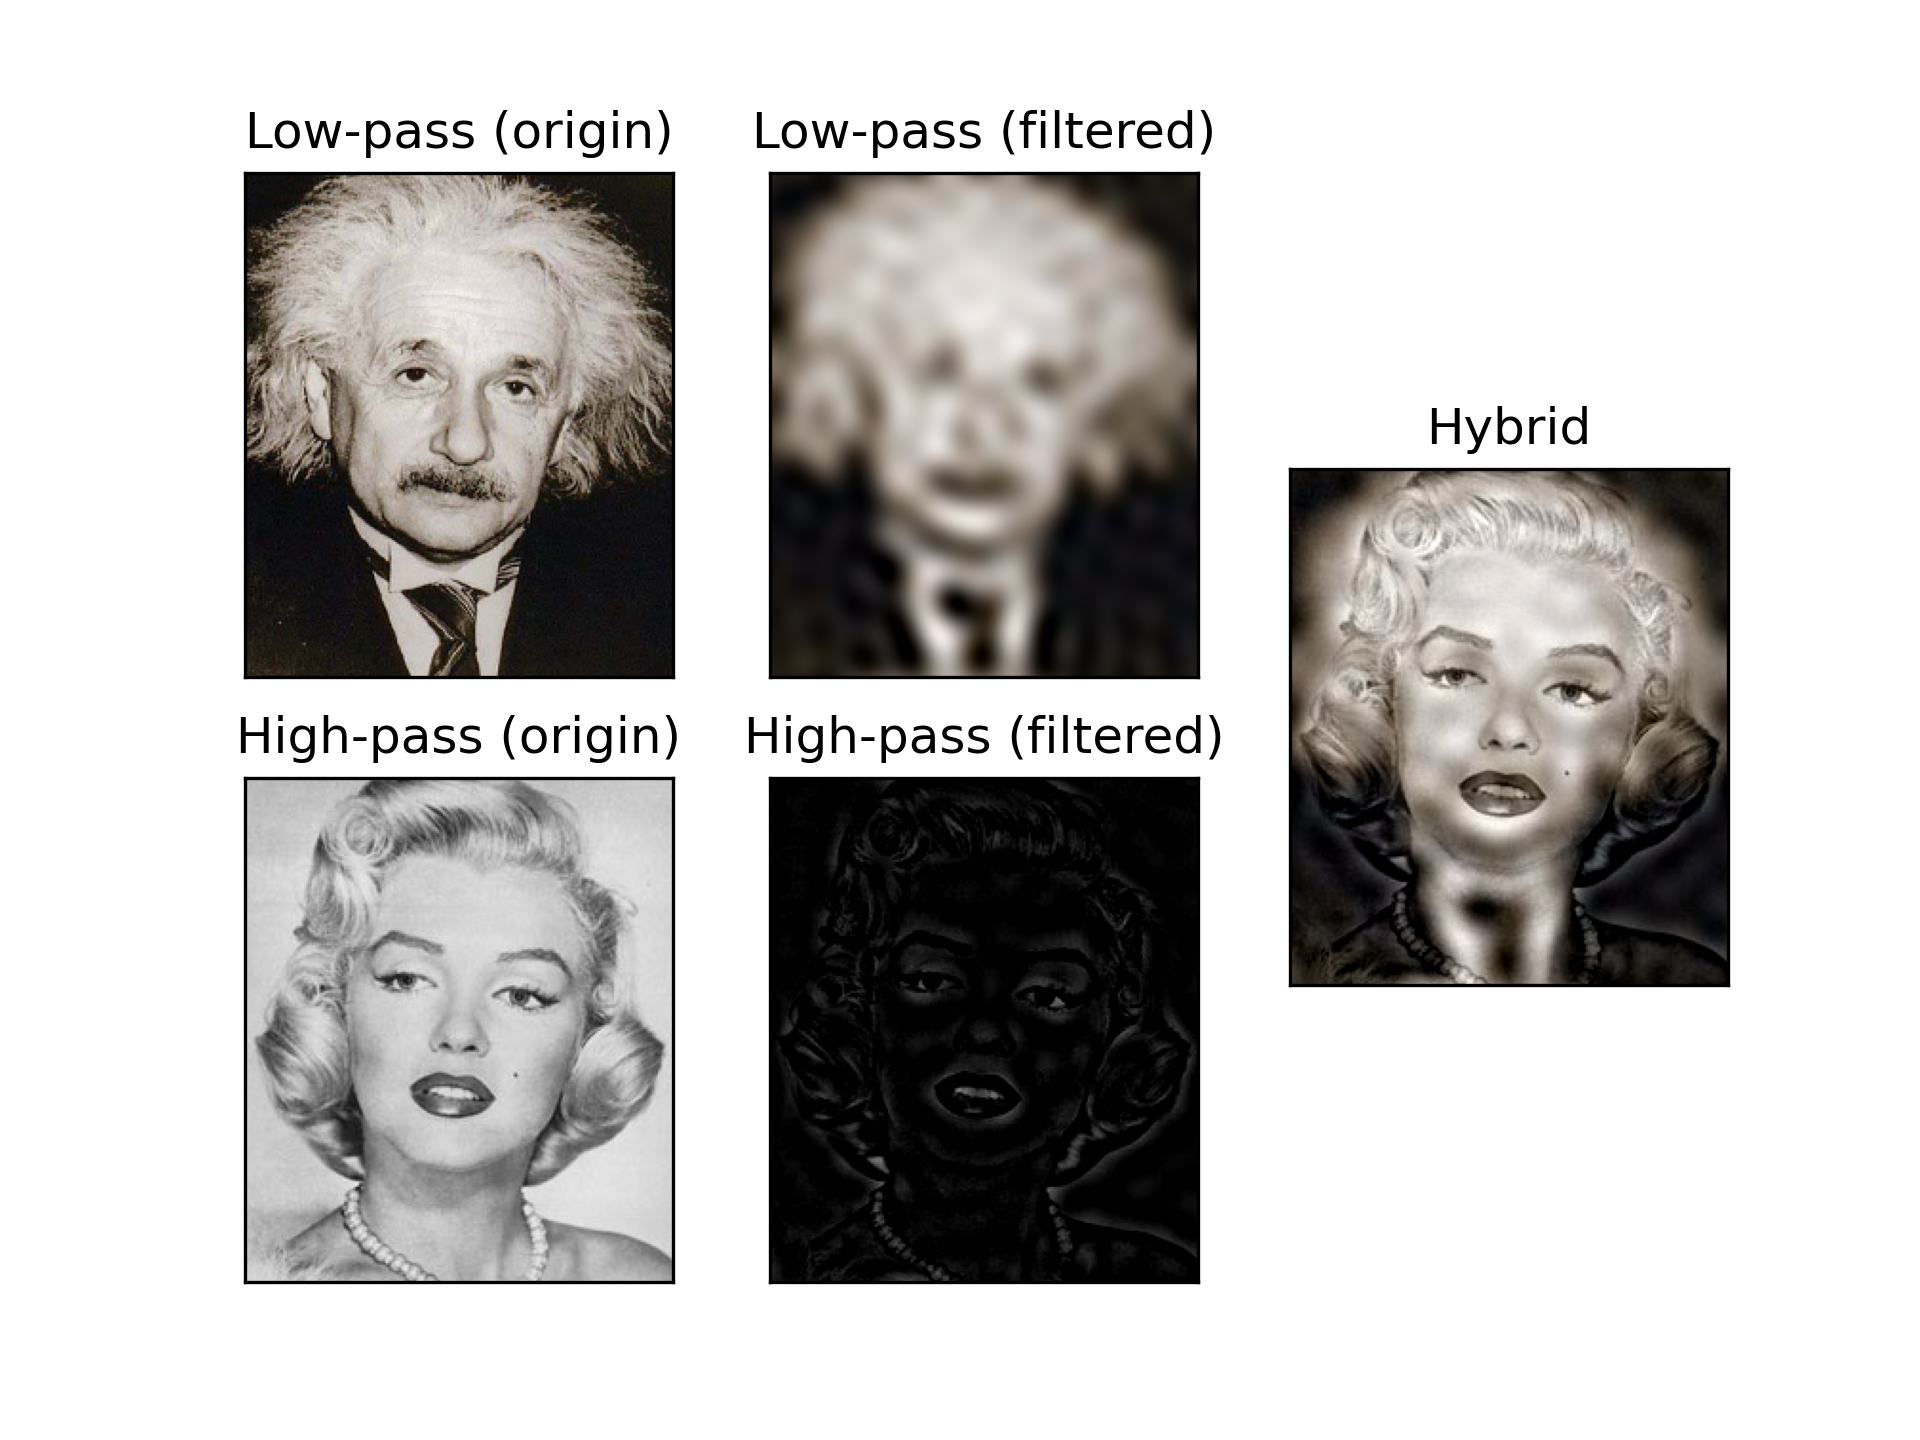 Low-pass (origin)
Low-pass (filtered)
Hybrid
High-pass (origin)
High-pass (filtered)